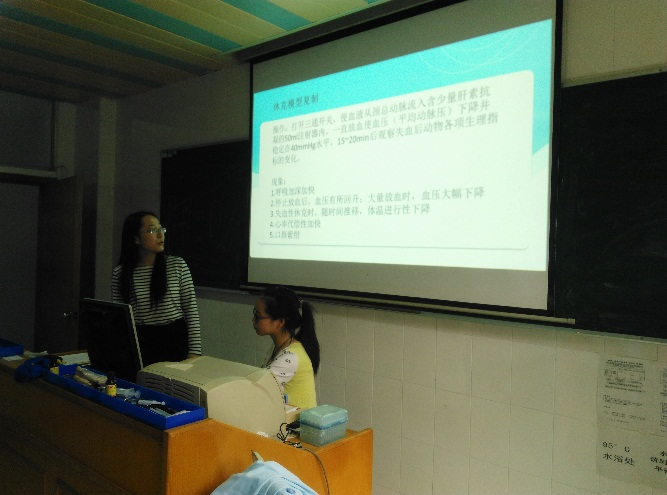 休克模型复制
操作：打开三通开关，使血液从颈总动脉流入含少量肝素抗
凝的50ml注射器内，一直放血使血压（平均动脉压）下降并
稳定在40mmHg水平，15~20min后观察失血后动物各项生理指
标的变化。
现象：
1.呼吸加深加快
2.停止放血后，血压有所回升；大量放血时，血压大幅下降
3.失血性休克时，随时间推移，体温进行性下降
4.心率代偿性加快
5.口唇紫绀
95°C
水浴处